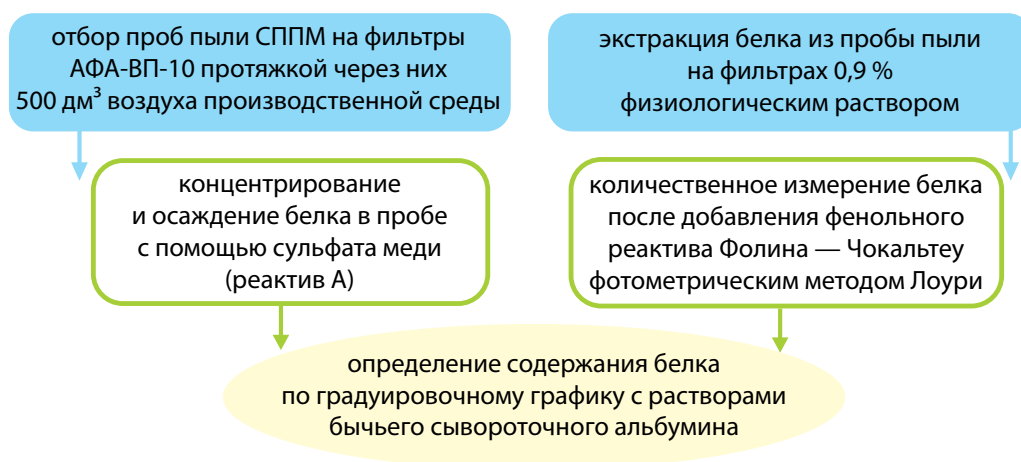 отбор проб пыли СППМ на фильтры
АФА-ВП-10 протяжкой через них
500 дм³ воздуха производственной среды
экстракция белка из пробы пыли
на фильтрах 0,9 %
физиологическим раствором
концентрирование
и осаждение белка в пробе
с помощью сульфата меди
(реактив А)
количественное измерение белка
после добавления фенольного
реактива Фолина — Чокальтеу
фотометрическим методом Лоури
определение содержания белка
по градуировочному графику с растворами
бычьего сывороточного альбумина